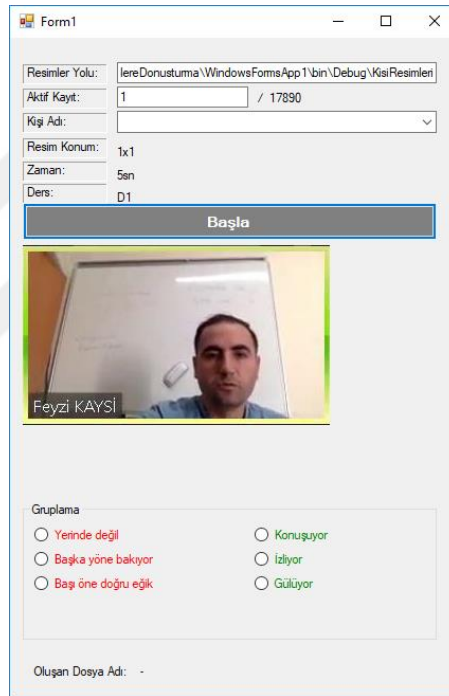 Form1
Resimler Yolu: lereDonusturma\WindowsFormsApp1\bin\Debug\KisiResimleri
Aktif Kayıt: 1 / 17890
Kişi Adı:
Resim Konum: 1x1
Zaman: 5sn
Ders: D1
Başla
Feyzi KAYSİ
Gruplama
Yerinde değil Konuşuyor
Başka yöne bakıyor İzliyor
Başı öne doğru eğik Gülüyor
Oluşan Dosya Adı: -